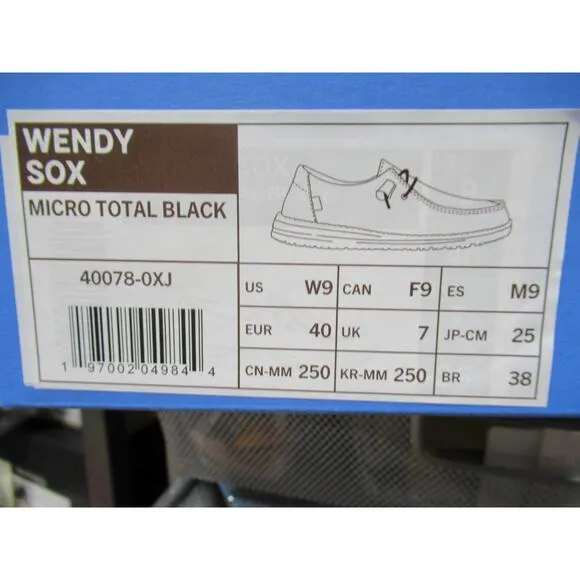 WENDY
SOX
MICRO TOTAL BLACK
40078-0XJ
1 97002 04984 4
US W9 CAN F9 ES M9
EUR 40 UK 7 JP-CM 25
CN-MM 250 KR-MM 250 BR 38